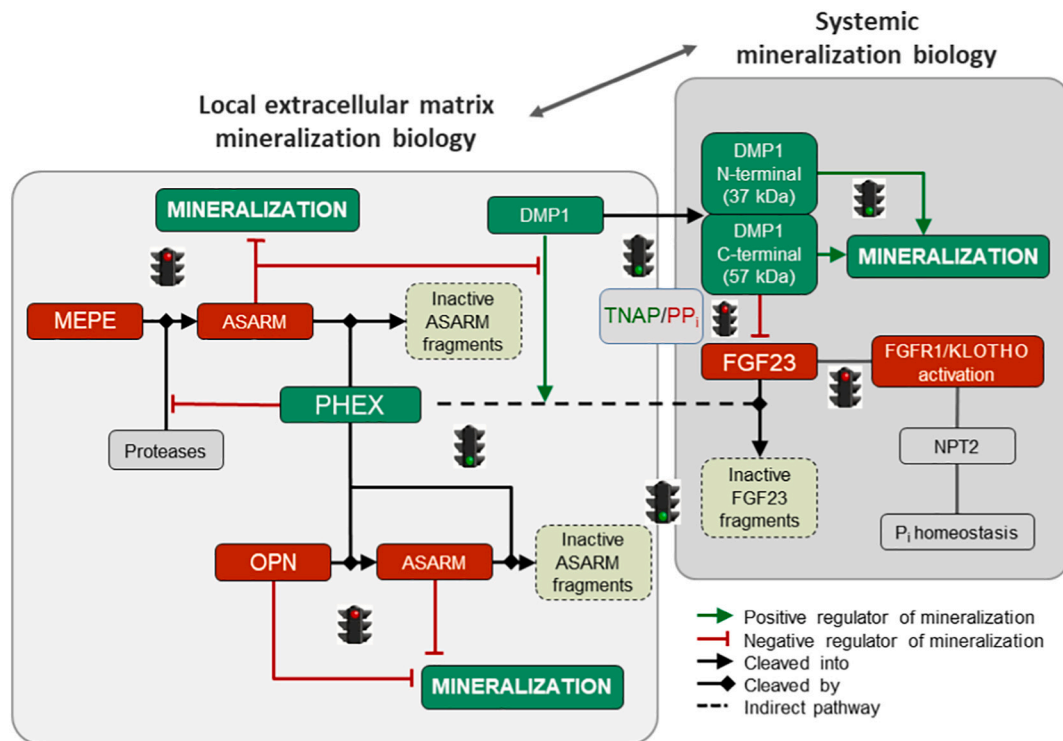 Systemic
mineralization biology
Local extracellular matrix
mineralization biology
MINERALIZATION
DMP1
DMP1
N-terminal
(37 kDa)
DMP1
C-terminal
(57 kDa)
MINERALIZATION
MEPE
ASARM
Inactive
ASARM
fragments
TNAP/PPi
FGF23
FGFR1/KLOTHO
activation
PHEX
Proteases
NPT2
Inactive
FGF23
fragments
Pi homeostasis
OPN
ASARM
Inactive
ASARM
fragments
MINERALIZATION
Positive regulator of mineralization
Negative regulator of mineralization
Cleaved into
Cleaved by
Indirect pathway